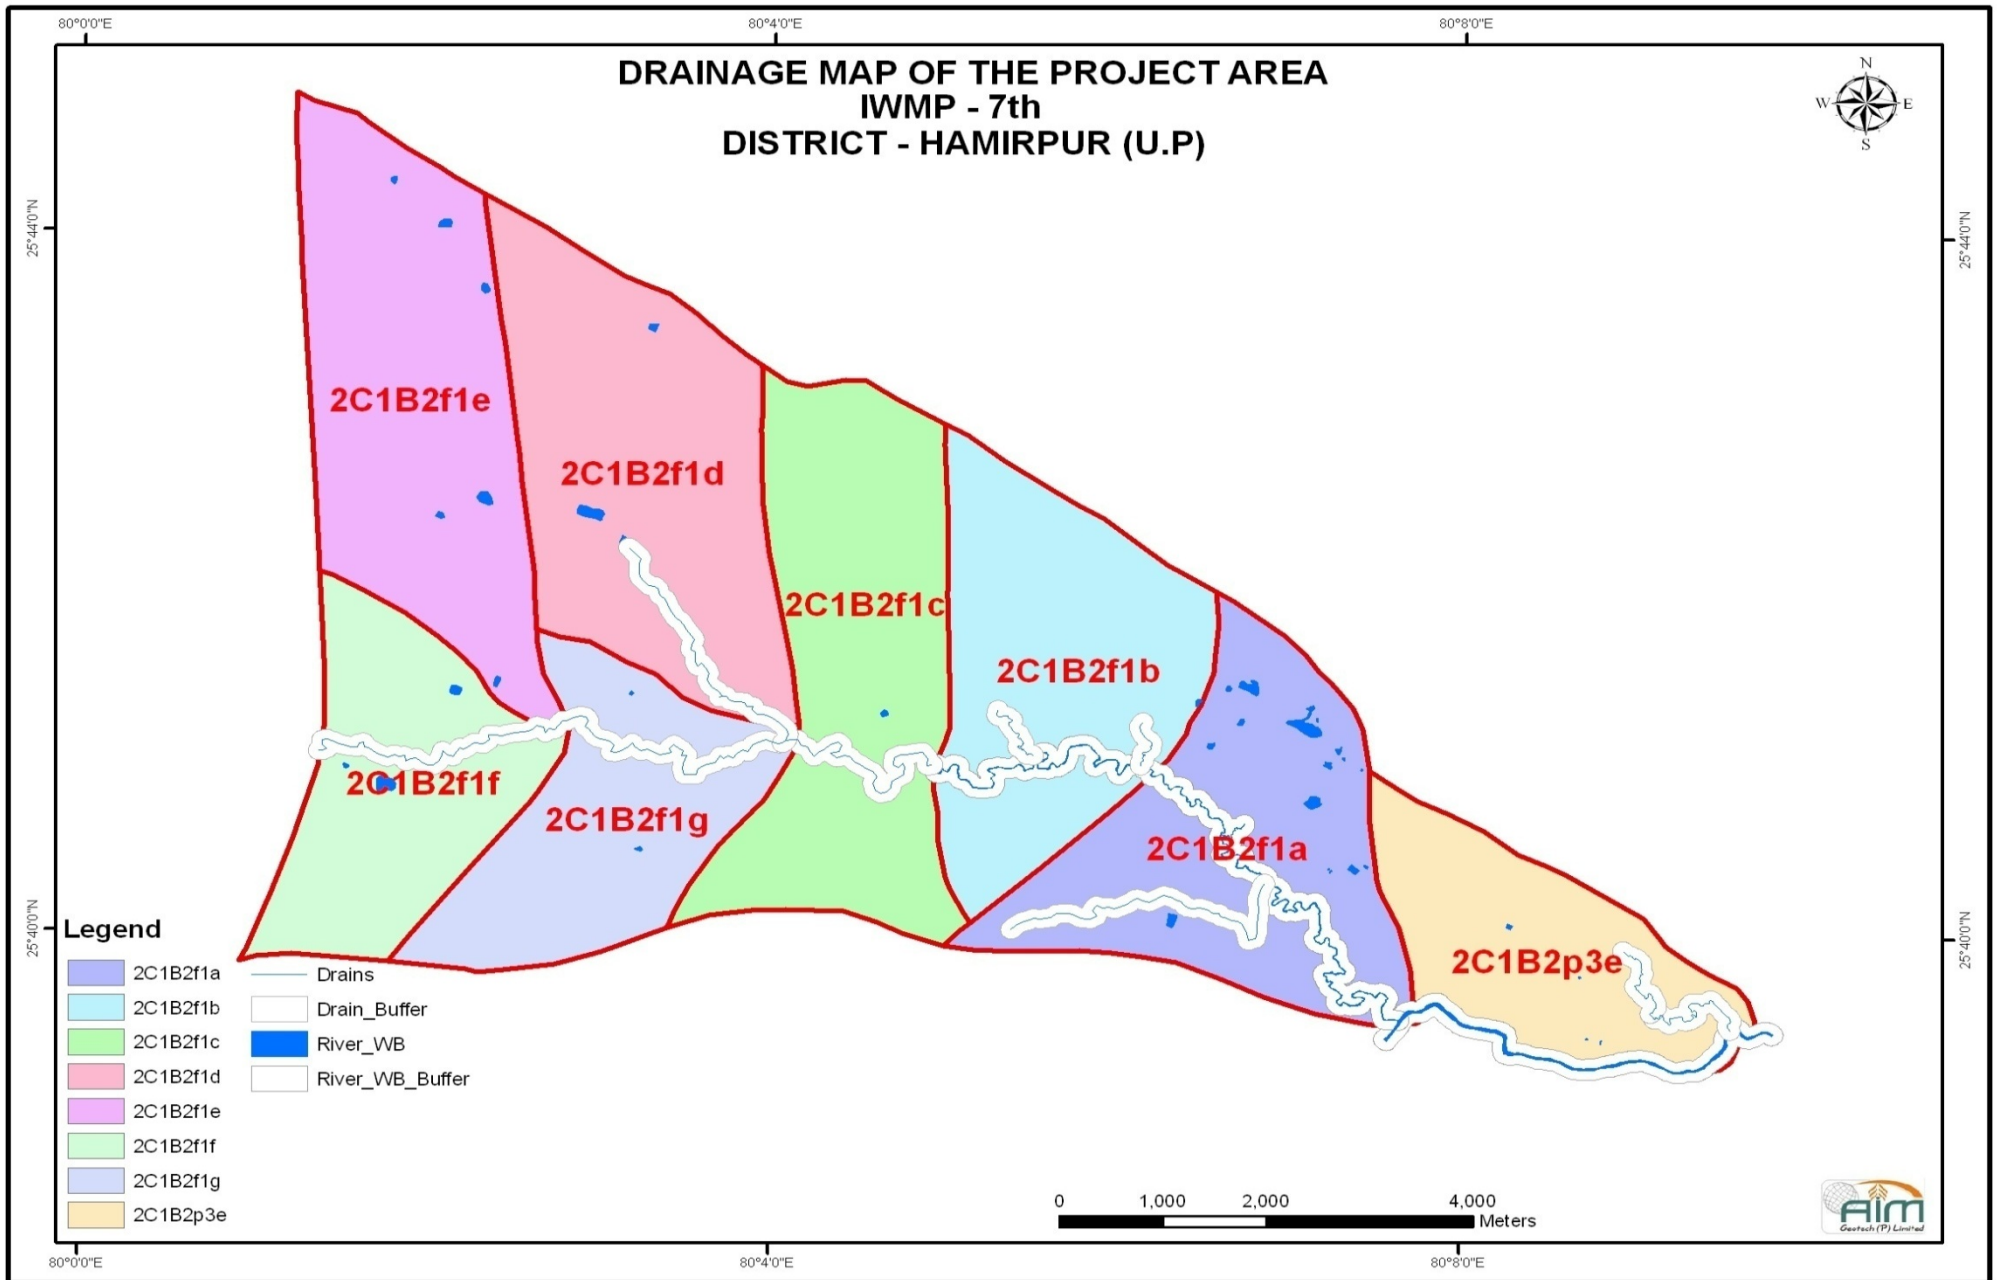 80°0'0"E
80°4'0"E
80°8'0"E
DRAINAGE MAP OF THE PROJECT AREA
IWMP - 7th
DISTRICT - HAMIRPUR (U.P)
N
W
E
S
25°44'0"N
25°44'0"N
2C1B2f1e
2C1B2f1d
2C1B2f1c
2C1B2f1b
2C1B2f1f
2C1B2f1g
2C1B2f1a
2C1B2p3e
25°40'0"N
25°40'0"N
Legend
2C1B2f1a
2C1B2f1b
2C1B2f1c
2C1B2f1d
2C1B2f1e
2C1B2f1f
2C1B2f1g
2C1B2p3e
Drains
Drain_Buffer
River_WB
River_WB_Buffer
0 1,000 2,000 4,000
Meters
AIM
Geotech (P) Limited
80°0'0"E
80°4'0"E
80°8'0"E